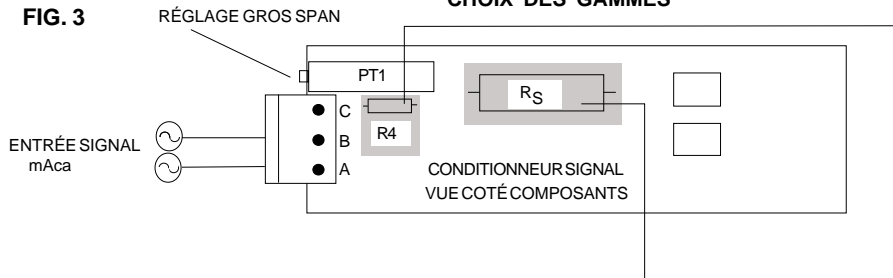 CHOIX DES GAMMES
FIG. 3
RÉGLAGE GROS SPAN
PT1
RS
C
R4
B
ENTRÉE SIGNAL
mAca
A
CONDITIONNEUR SIGNAL
VUE COTÉ COMPOSANTS